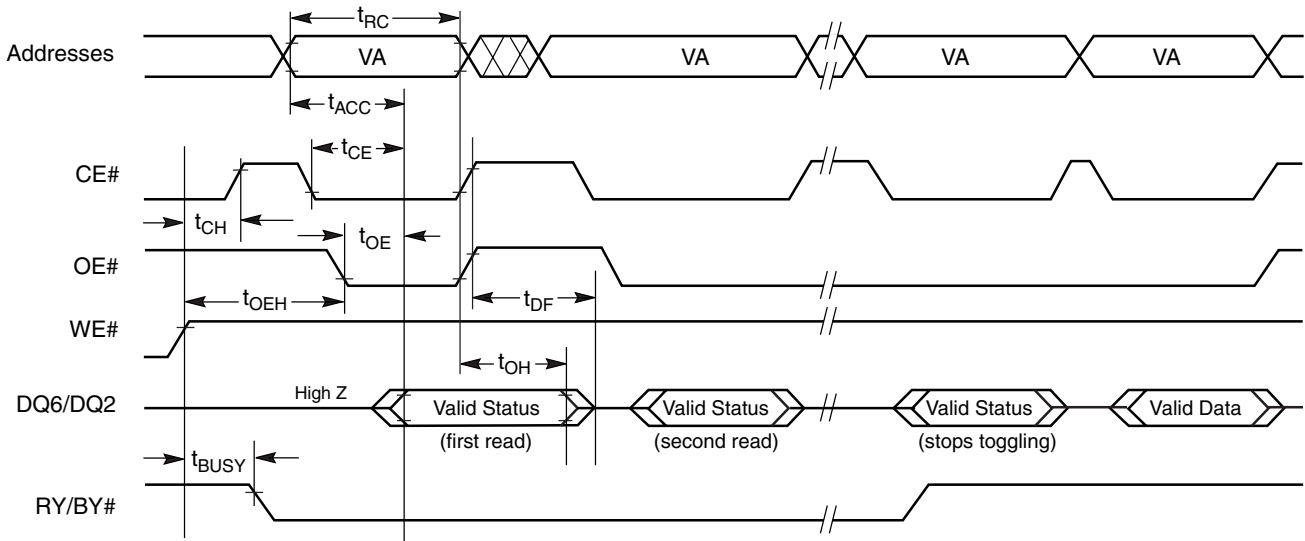 tRC
Addresses VA VA VA VA
tACC
tCE
CE#
tCH
tOE
OE#
tOEH
tDF
WE#
tOH
High Z
DQ6/DQ2 Valid Status Valid Status Valid Status Valid Data
(first read) (second read) (stops toggling)
tBUSY
RY/BY#